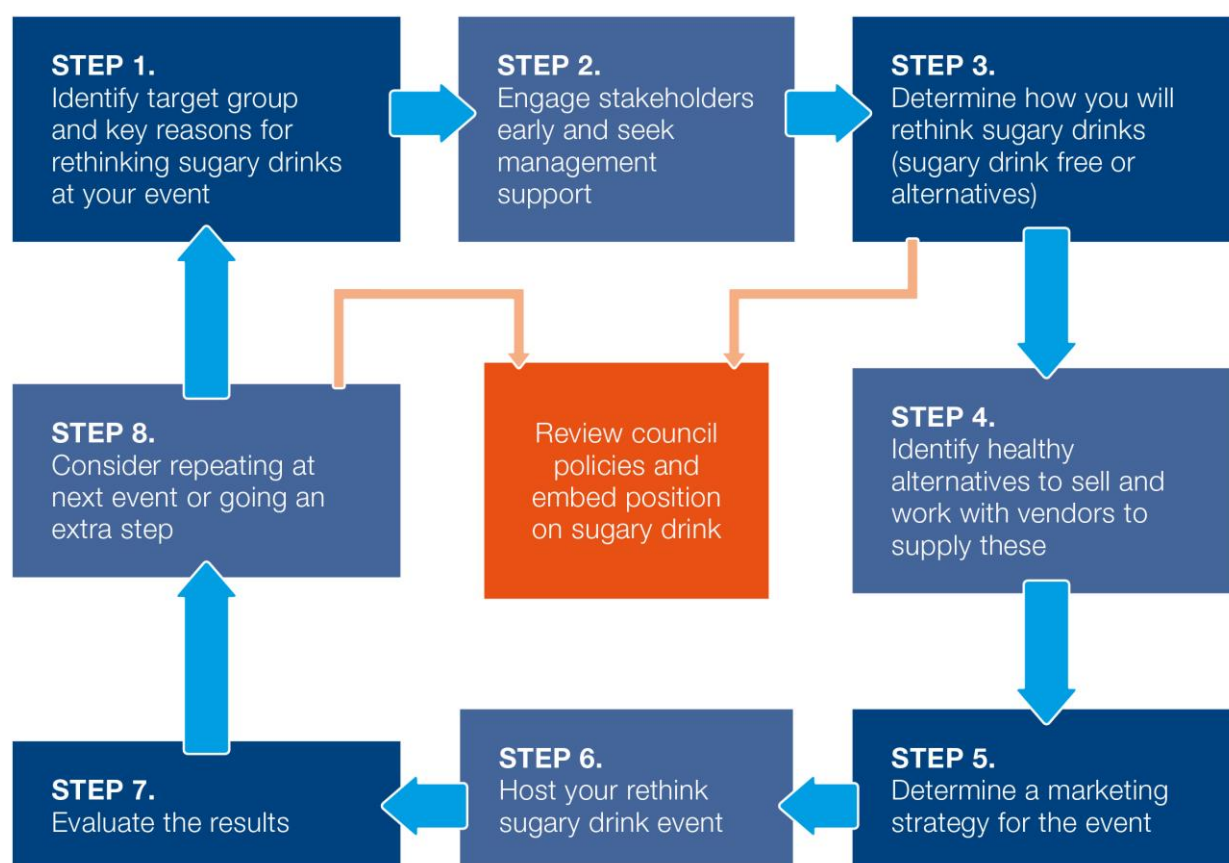 STEP 1.
Identify target group
and key reasons for
rethinking sugary drinks
at your event
STEP 2.
Engage stakeholders
early and seek
management
support
STEP 3.
Determine how you will
rethink sugary drinks
(sugary drink free or
alternatives)
STEP 4.
Identify healthy
alternatives to sell and
work with vendors to
supply these
STEP 5.
Determine a marketing
strategy for the event
STEP 6.
Host your rethink
sugary drink event
STEP 7.
Evaluate the results
STEP 8.
Consider repeating at
next event or going an
extra step
Review council
policies and
embed position
on sugary drink